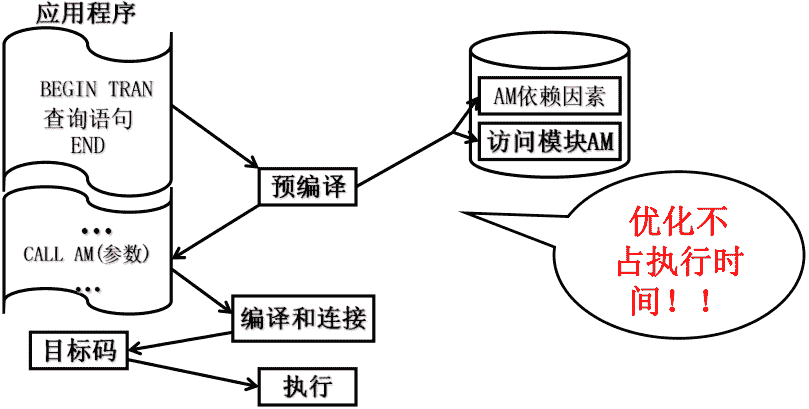 应用程序
BEGIN TRAN
查询语句
END
AM依赖因素
访问模块AM
预编译
•••
CALL AM(参数)
•••
优化不
占执行时
间！！
编译和连接
目标码
执行